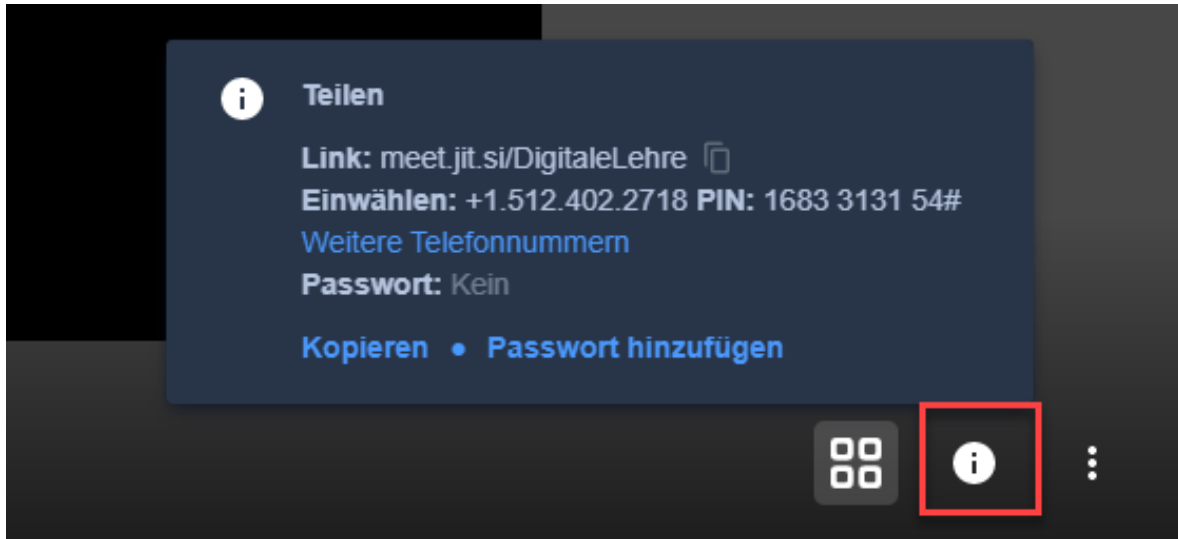 Teilen
Link: meet.jit.si/DigitaleLehre
Einwählen: +1.512.402.2718 PIN: 1683 3131 54#
Weitere Telefonnummern
Passwort: Kein
Kopieren • Passwort hinzufügen